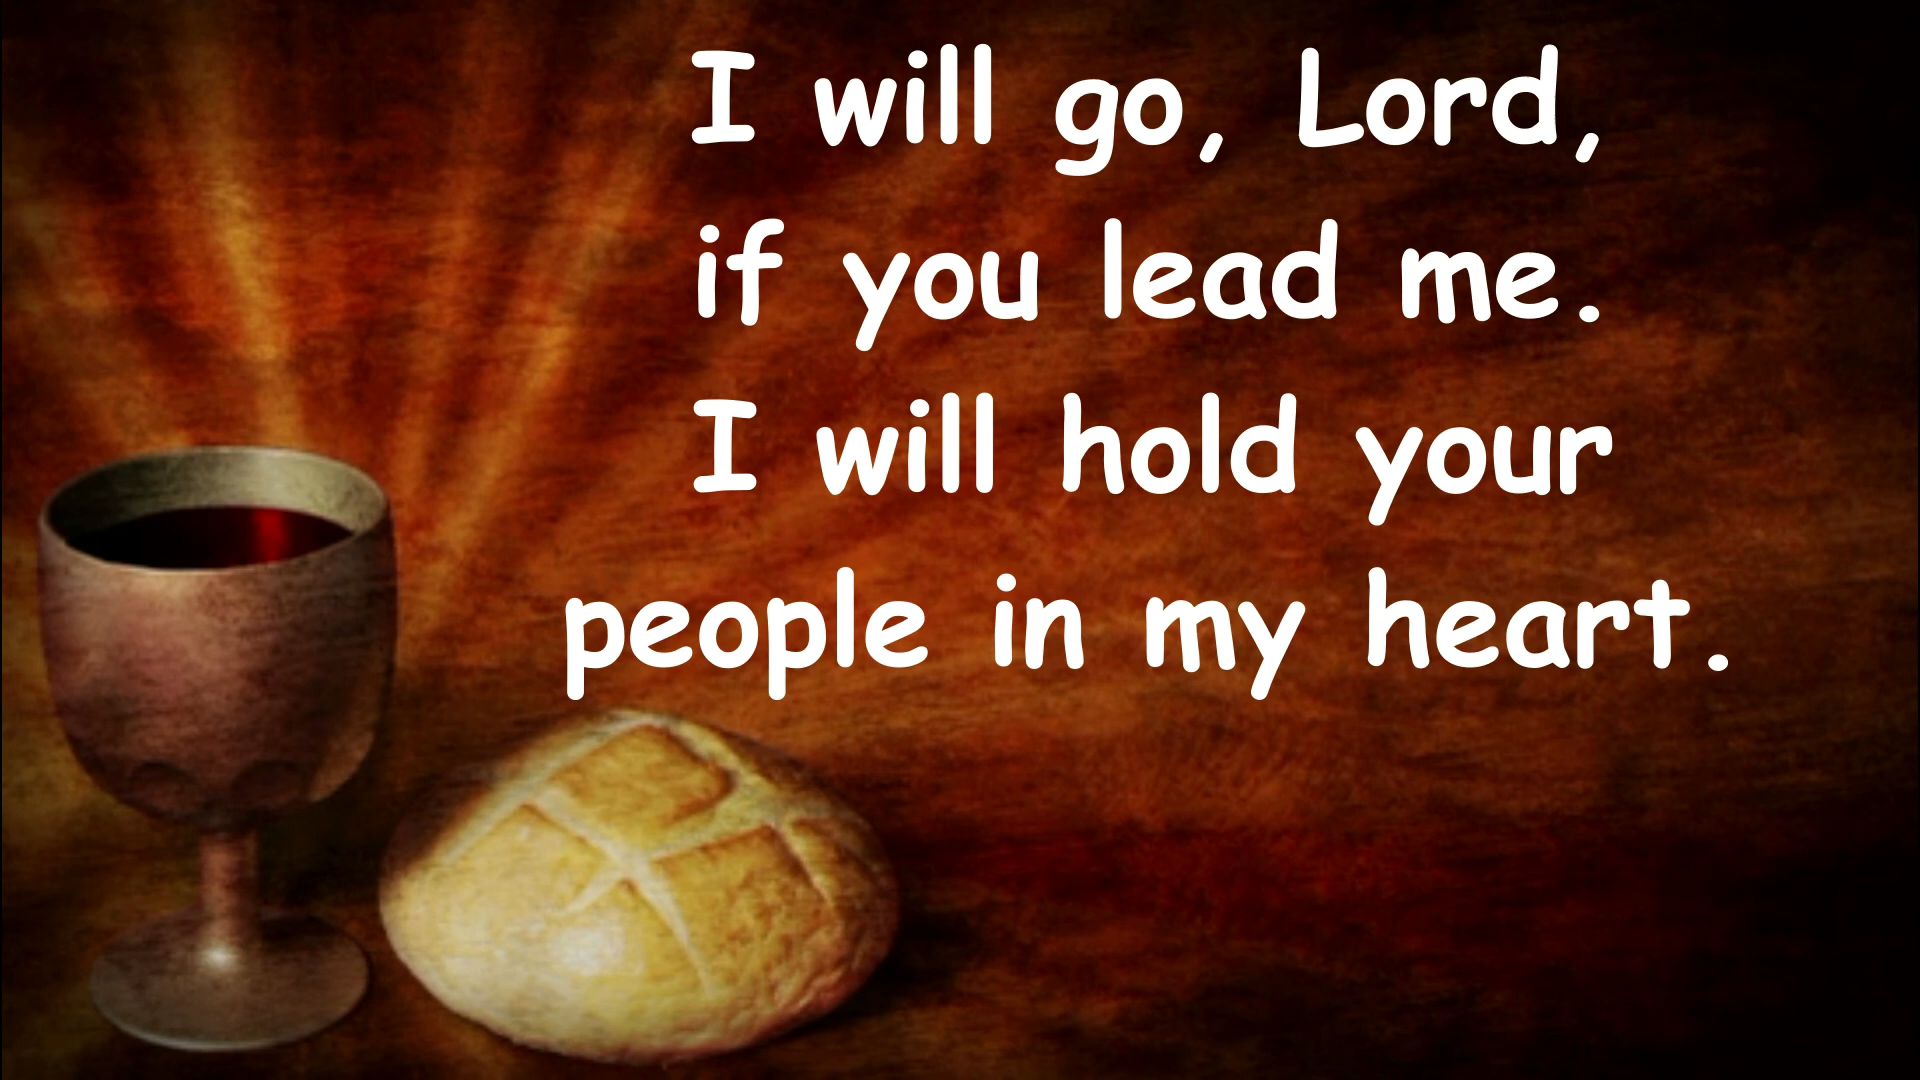 I will go, Lord,
if you lead me.
I will hold your
people in my heart.